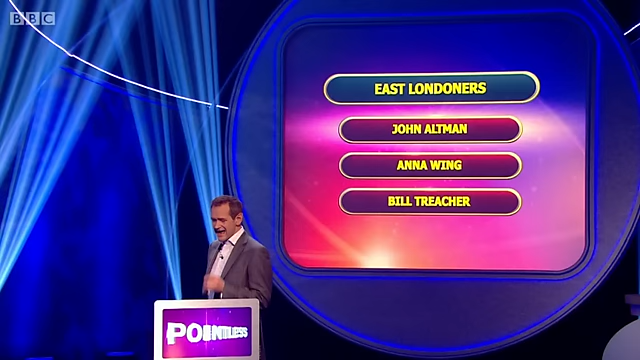 BBC
EAST LONDONERS
JOHN ALTMAN
ANNA WING
BILL TREACHER
POINTLESS